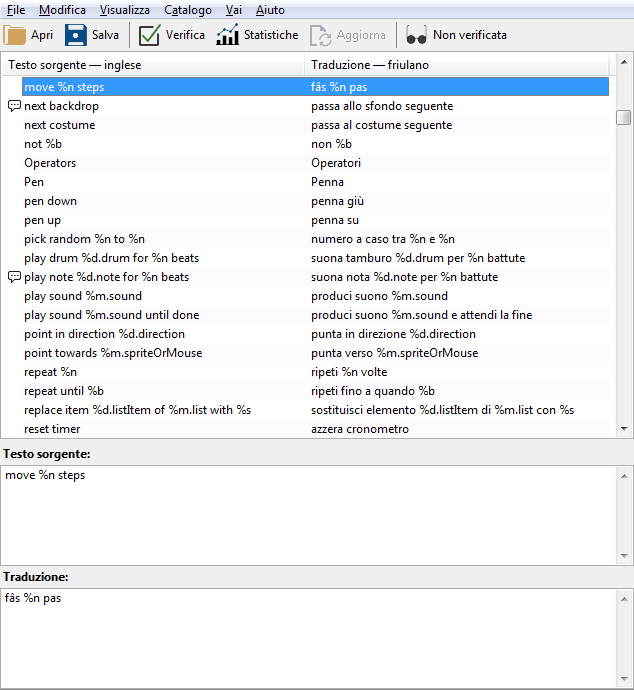 File Modifica Visualizza Catalogo Vai Aiuto
Apri Salva Verifica Statistiche Aggiorna Non verificata
Testo sorgente — inglese Traduzione — friulano
move %n steps fâs %n pas
next backdrop passa allo sfondo seguente
next costume passa al costume seguente
not %b non %b
Operators Operatori
Pen Penna
pen down penna giù
pen up penna su
pick random %n to %n numero a caso tra %n e %n
play drum %d.drum for %n beats suona tamburo %d.drum per %n battute
play note %d.note for %n beats suona nota %d.note per %n battute
play sound %m.sound produci suono %m.sound
play sound %m.sound until done produci suono %m.sound e attendi la fine
point in direction %d.direction punta in direzione %d.direction
point towards %m.spriteOrMouse punta verso %m.spriteOrMouse
repeat %n ripeti %n volte
repeat until %b ripeti fino a quando %b
replace item %d.listItem of %m.list with %s sostituisci elemento %d.listItem di %m.list con %s
reset timer azzera cronometro
Testo sorgente:
move %n steps
Traduzione:
fâs %n pas